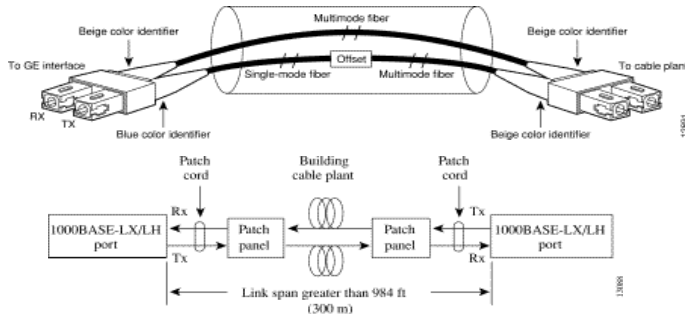 Multimode fiber
Beige color identifier
Beige color identifier
To GE interface
To cable plant
Offset
Single-mode fiber
Multimode fiber
RX
TX
Blue color identifier
Beige color identifier
Patch cord
Building cable plant
Patch cord
Rx
Tx
1000BASE-LX/LH port
Patch panel
Patch panel
1000BASE-LX/LH port
Tx
Rx
Link span greater than 984 ft
(300 m)
13088